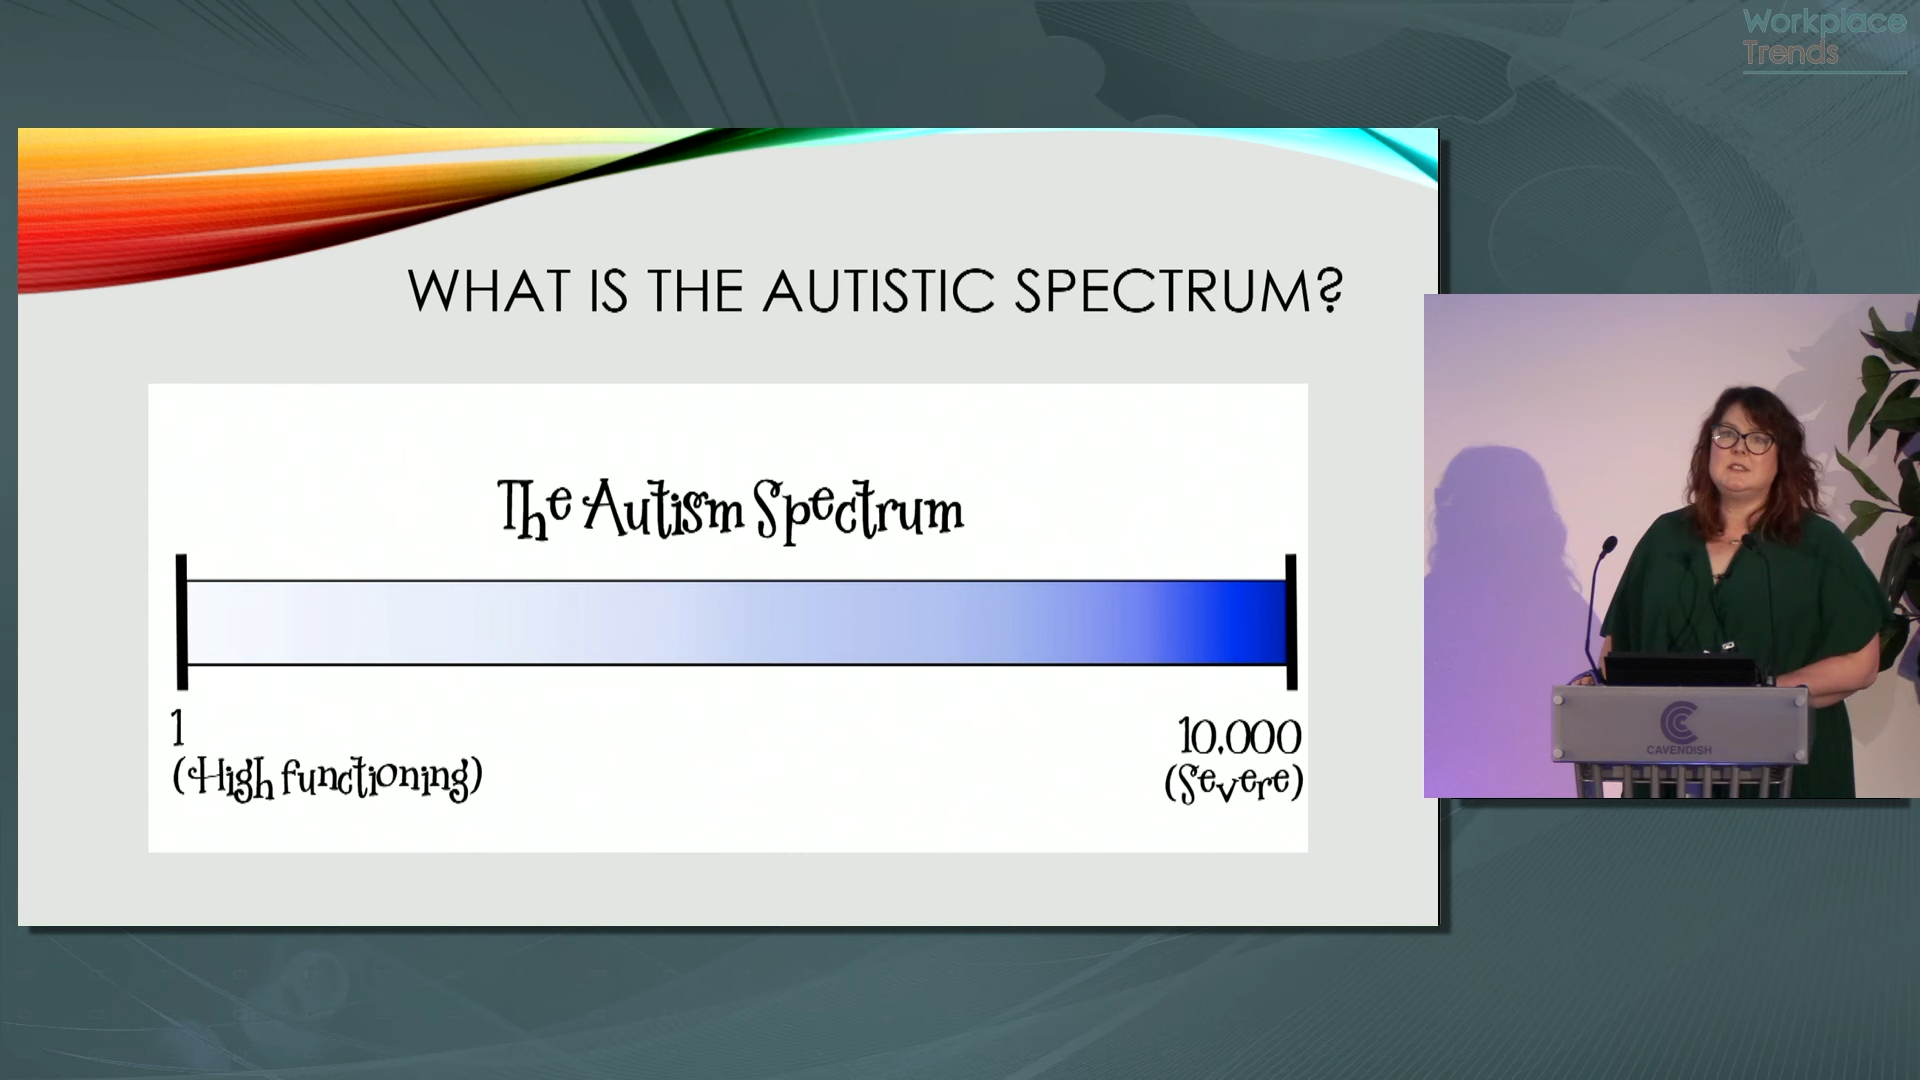 Workplace
Trends
WHAT IS THE AUTISTIC SPECTRUM?
The Autism Spectrum
1
(High functioning)
10,000
(Severe)
CAVENDISH